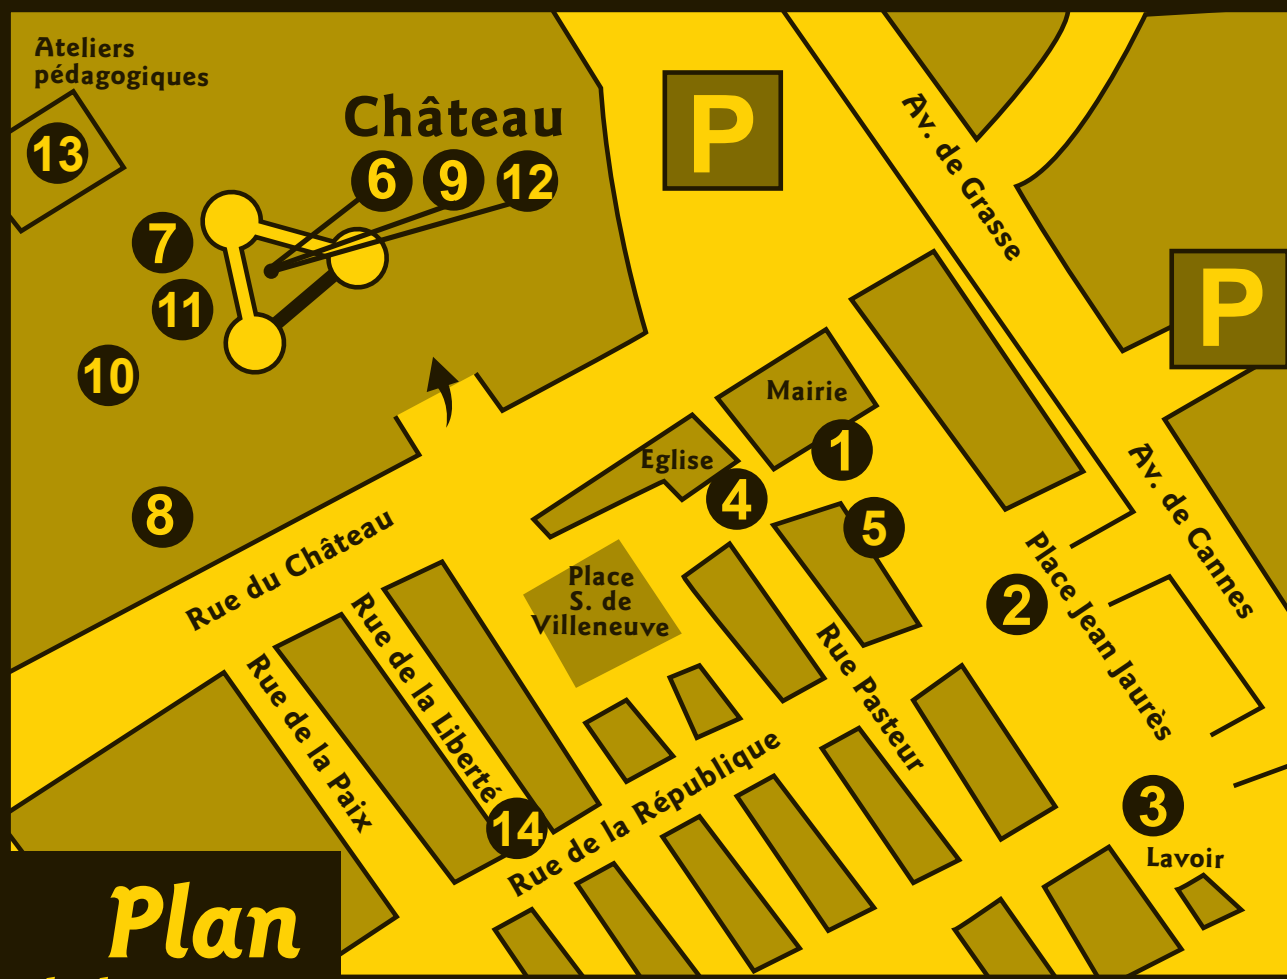 Ateliers
pédagogiques
Château
13
6 9 12
7
11
10
8
P
P
Av. de Grasse
Av. de Cannes
Mairie
1
Eglise
4
5
Place
S. de
Villeneuve
2
Place Jean Jaurès
Rue du Château
Rue de la Liberté
Rue de la Paix
Rue Pasteur
14
Rue de la République
3
Lavoir
Plan